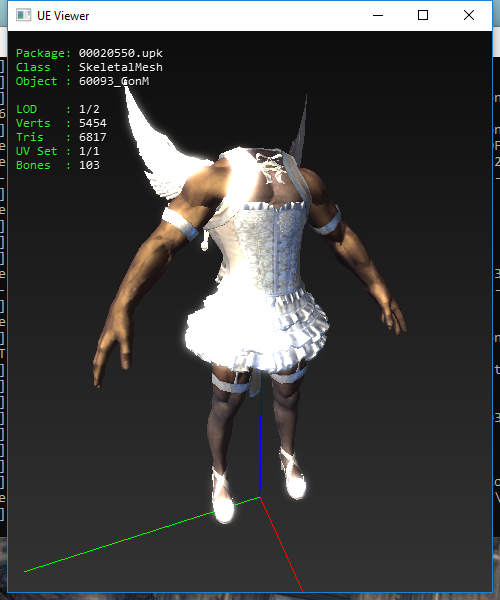 UE Viewer
Package: 00020550.upk
Class : SkeletalMesh
Object : 60093_GonM
LOD : 1/2
Verts : 5454
Tris : 6817
UV Set : 1/1
Bones : 103